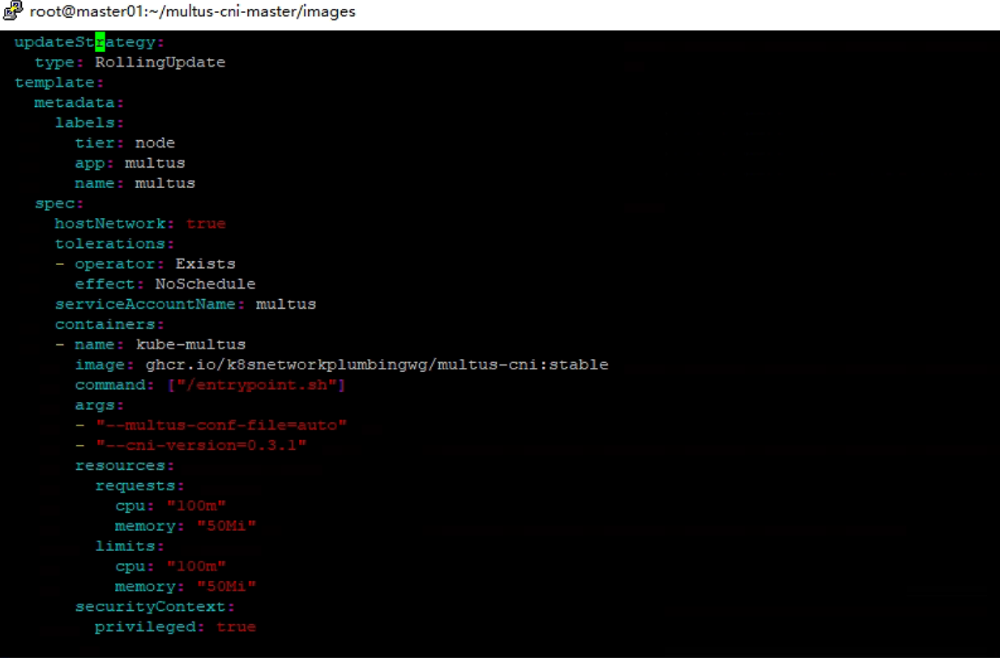 root@master01:~/multus-cni-master/images
updateStrategy:
  type: RollingUpdate
template:
  metadata:
    labels:
      tier: node
      app: multus
      name: multus
  spec:
    hostNetwork: true
    tolerations:
    - operator: Exists
      effect: NoSchedule
    serviceAccountName: multus
    containers:
    - name: kube-multus
      image: ghcr.io/k8snetworkplumbingwg/multus-cni:stable
      command: ["/entrypoint.sh"]
      args:
      - "--multus-conf-file=auto"
      - "--cni-version=0.3.1"
      resources:
        requests:
          cpu: "100m"
          memory: "50Mi"
        limits:
          cpu: "100m"
          memory: "50Mi"
      securityContext:
        privileged: true